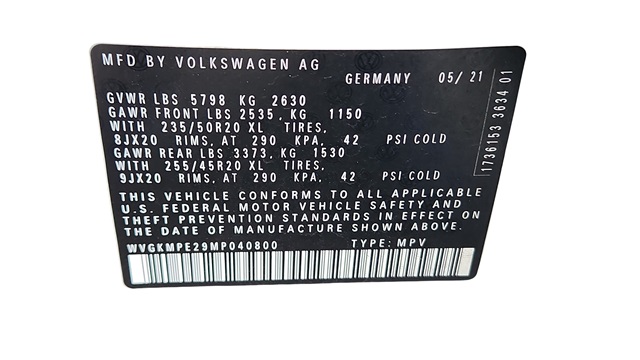 MFD BY VOLKSWAGEN AG
GERMANY 05/21
GVWR LBS 5798 KG 2630
GAWR FRONT LBS 2535, KG 1150
WITH 235/50R20 XL TIRES,
8JX20 RIMS, AT 290 KPA, 42 PSI COLD
GAWR REAR LBS 3373, KG 1530
WITH 255/45R20 XL TIRES,
9JX20 RIMS, AT 290 KPA, 42 PSI COLD
THIS VEHICLE CONFORMS TO ALL APPLICABLE
U.S. FEDERAL MOTOR VEHICLE SAFETY AND
THEFT PREVENTION STANDARDS IN EFFECT ON
THE DATE OF MANUFACTURE SHOWN ABOVE.
WVGKMPE29MP040800 TYPE: MPV
1736153 3634 01